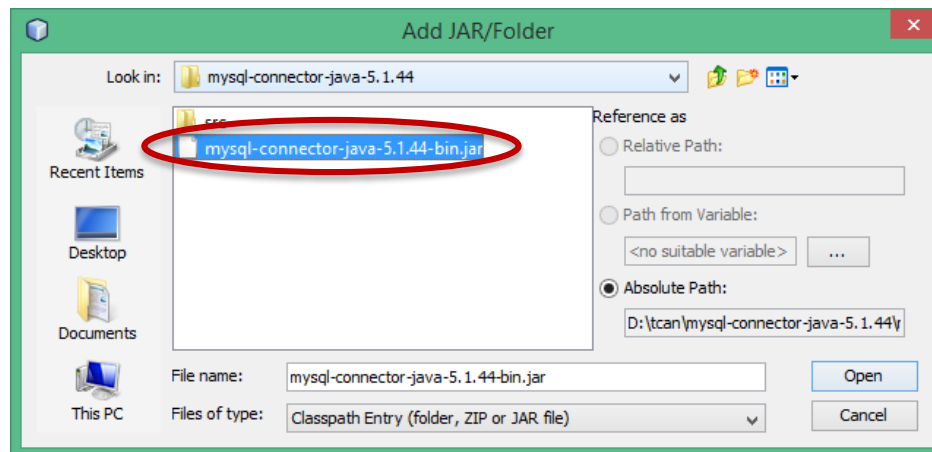 Add JAR/Folder
Look in:
mysql-connector-java-5.1.44
src
mysql-connector-java-5.1.44-bin.jar
Recent Items
Desktop
Documents
This PC
Reference as
Relative Path:
Path from Variable:
<no suitable variable>
...
Absolute Path:
D:\tcan\mysql-connector-java-5.1.44\
File name:
mysql-connector-java-5.1.44-bin.jar
Open
Files of type:
Classpath Entry (folder, ZIP or JAR file)
Cancel